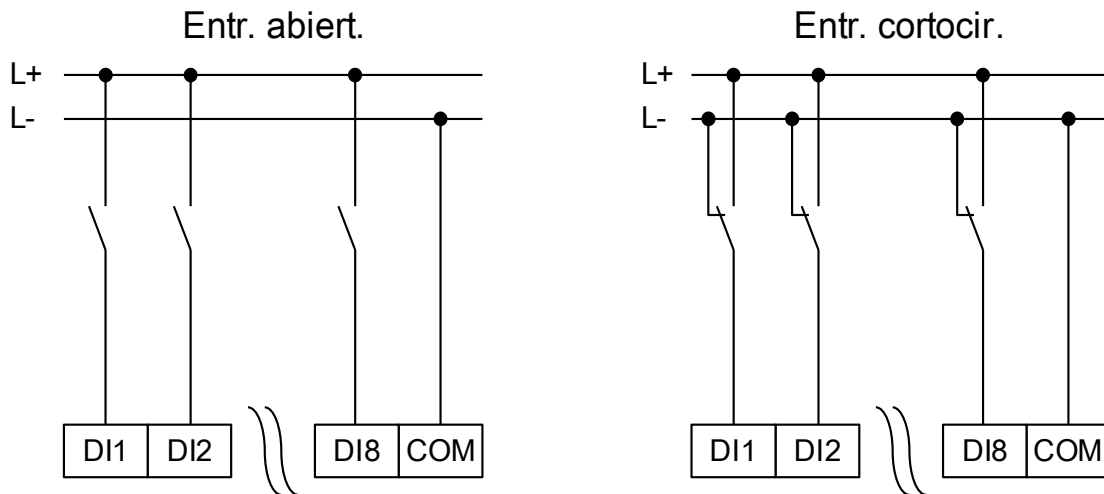 Entr. abiert.
L+
L-
DI1 DI2 DI8 COM
Entr. cortocir.
L+
L-
DI1 DI2 DI8 COM